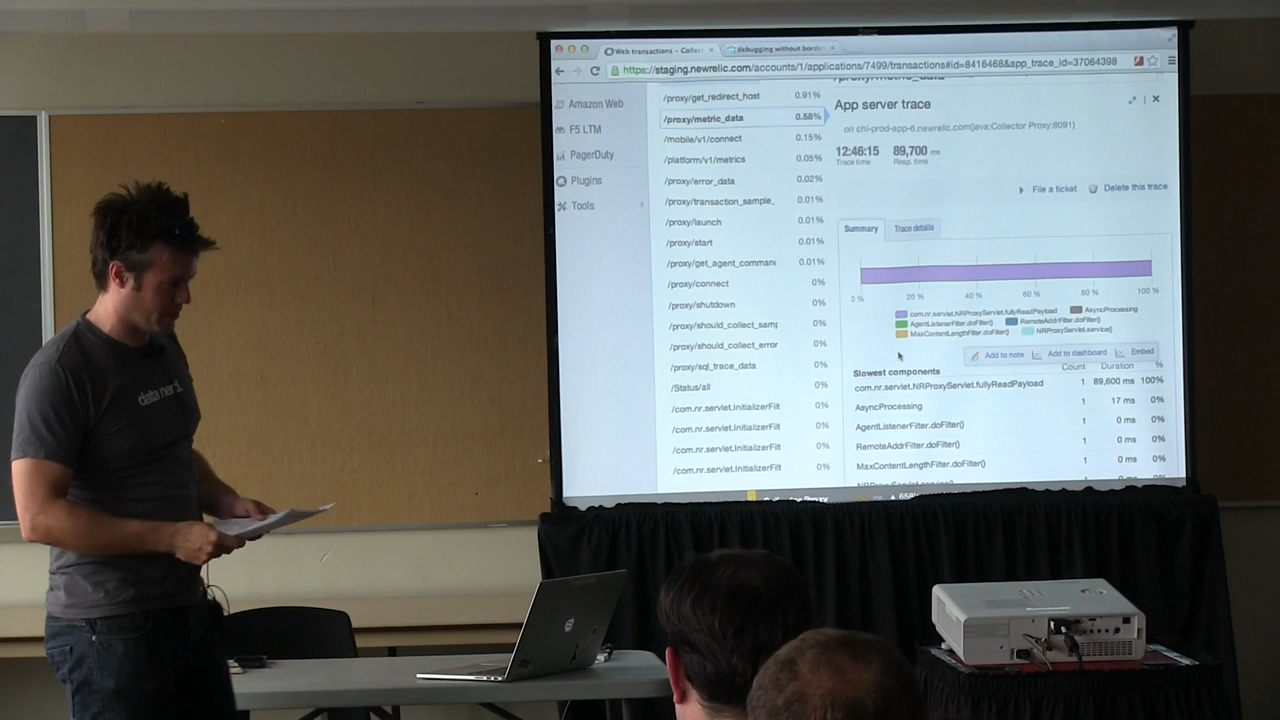 Web transactions - Collec
debugging without bord
https://staging.newrelic.com/accounts/1/applications/7499/transactions#id=8416468&app_trace_id=37064398
Amazon Web
F5 LTM
PagerDuty
Plugins
Tools
/proxy/get_redirect_host 0.91%
/proxy/metric_data 0.58%
/mobile/v1/connect 0.15%
/platform/v1/metrics 0.05%
/proxy/error_data 0.02%
/proxy/transaction_sample_ 0.01%
/proxy/launch 0.01%
/proxy/start 0.01%
/proxy/get_agent_comman 0.01%
/proxy/connect 0%
/proxy/shutdown 0%
/proxy/should_collect_samp 0%
/proxy/should_collect_error 0%
/proxy/sql_trace_data 0%
/Status/all 0%
/com.nr.servlet.InitializerFilt 0%
/com.nr.servlet.InitializerFilt 0%
/com.nr.servlet.InitializerFilt 0%
/com.nr.servlet.InitializerFilt 0%
/proxy/metric_data
App server trace
on chi-prod-app-6.newrelic.com(java:Collector Proxy:8091)
12:46:15 89,700 ms
Trace time Resp. time
File a ticket Delete this trace
Summary Trace details
0 % 20 % 40 % 60 % 80 % 100 %
com.nr.servlet.NRProxyServlet.fullyReadPayload AsyncProcessing
AgentListenerFilter.doFilter() RemoteAddrFilter.doFilter()
MaxContentLengthFilter.doFilter() NRProxyServlet.service()
Add to note Add to dashboard Embed
Slowest components Count Duration %
com.nr.servlet.NRProxyServlet.fullyReadPayload 1 89,600 ms 100%
AsyncProcessing 1 17 ms 0%
AgentListenerFilter.doFilter() 1 0 ms 0%
RemoteAddrFilter.doFilter() 1 0 ms 0%
MaxContentLengthFilter.doFilter() 1 0 ms 0%
NRProxyServlet.service()
Collector Proxy
data nerd